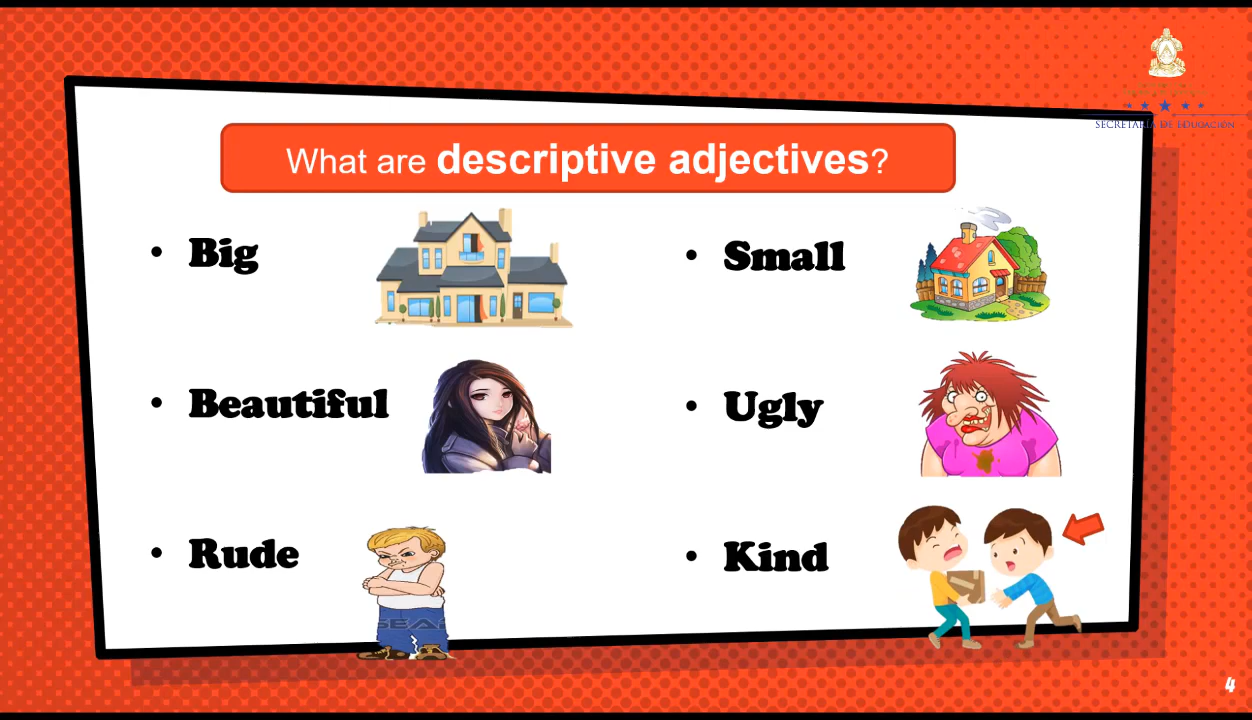 SECRETARÍA DE EDUCACIÓN
What are descriptive adjectives?
• Big
• Small
• Beautiful
• Ugly
• Rude
• Kind
4